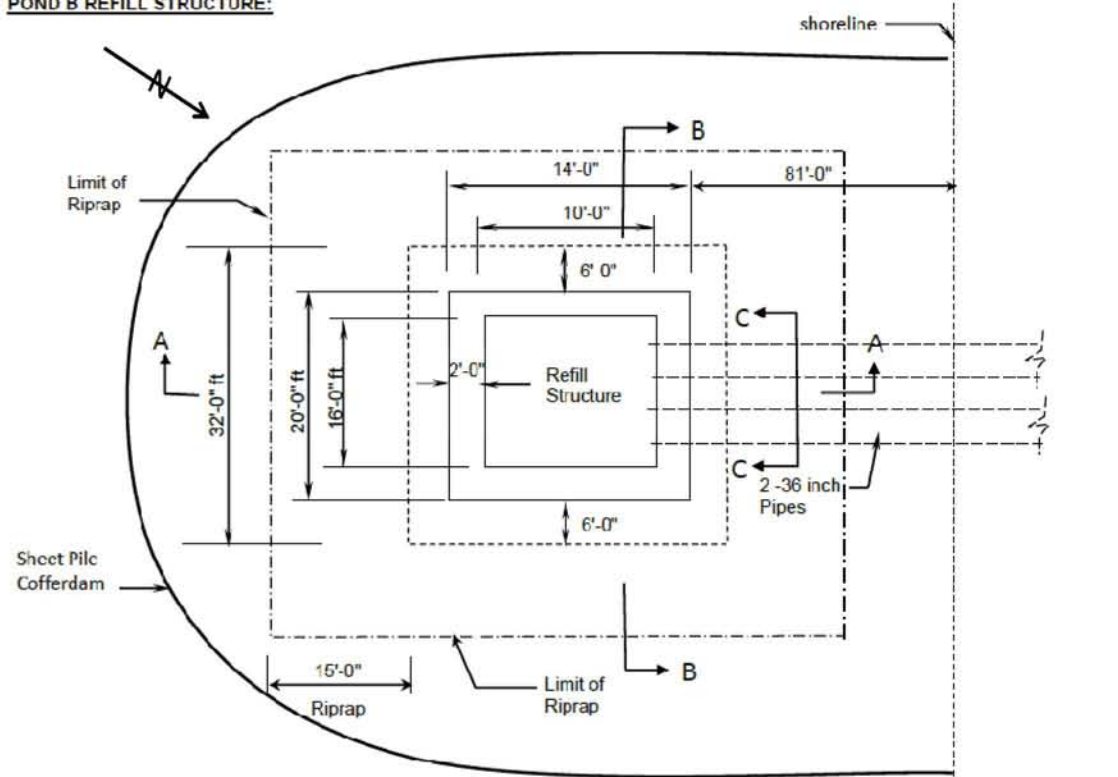 POND B REFILL STRUCTURE:
shoreline
N
B
14'-0"
81'-0"
Limit of
Riprap
10'-0"
6' 0"
C
A
A
2'-0"
Refill
Structure
32'-0" ft
20'-0" ft
16'-0" ft
C
2 -36 inch
Pipes
6'-0"
Sheet Pile
Cofferdam
B
15'-0"
Riprap
Limit of
Riprap